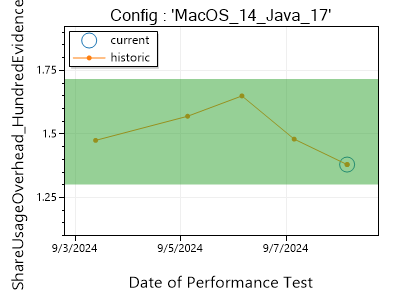 Config : 'MacOS_14_Java_17'
ShareUsageOverhead_HundredEvidence
current
historic
1.75
1.5
1.25
9/3/2024
9/5/2024
9/7/2024
Date of Performance Test